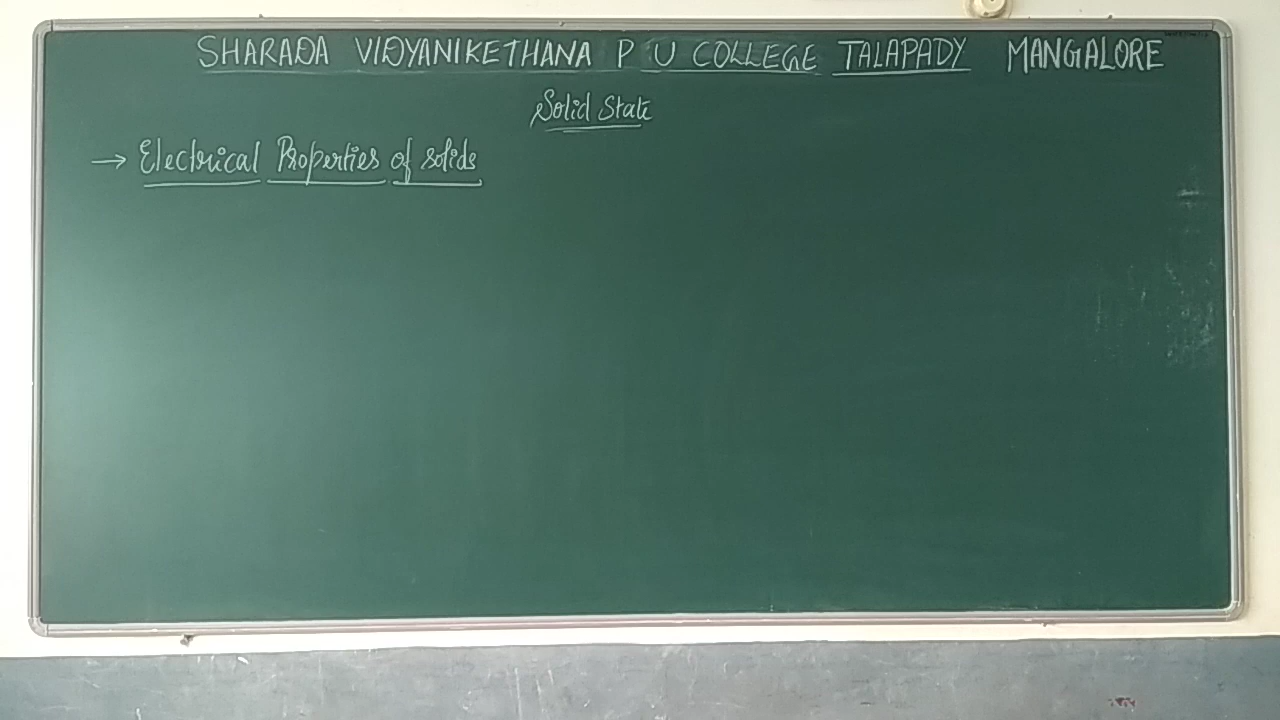 SHARADA VIDYANIKETHANA P U COLLEGE TALAPADY MANGALORE
Solid State
→ Electrical Properties of solids